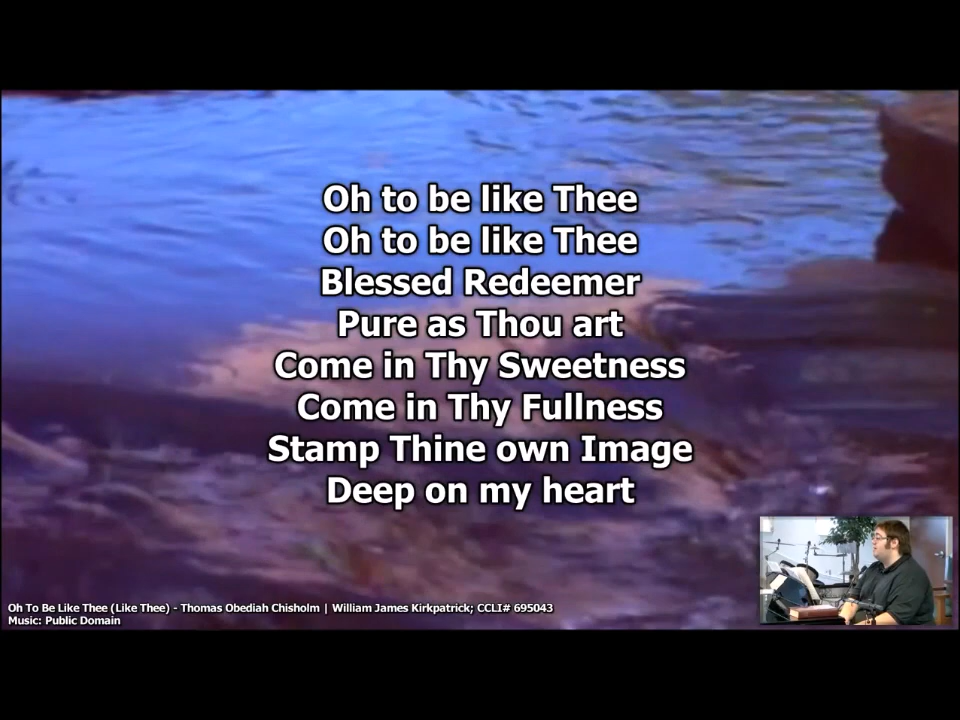 Oh to be like Thee
Oh to be like Thee
Blessed Redeemer
Pure as Thou art
Come in Thy Sweetness
Come in Thy Fullness
Stamp Thine own Image
Deep on my heart
Oh To Be Like Thee (Like Thee) - Thomas Obediah Chisholm | William James Kirkpatrick; CCLI# 695043
Music: Public Domain